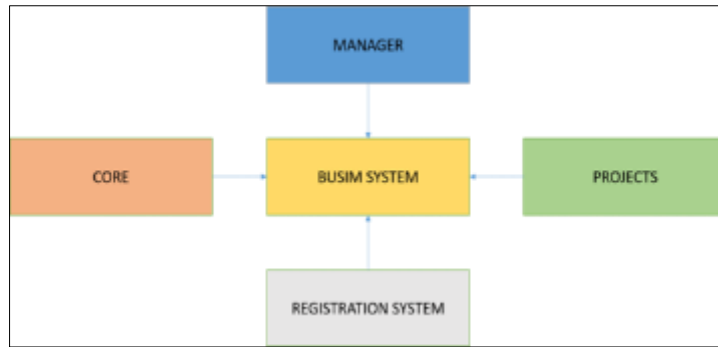 MANAGER
CORE
BUSIM SYSTEM
PROJECTS
REGISTRATION SYSTEM